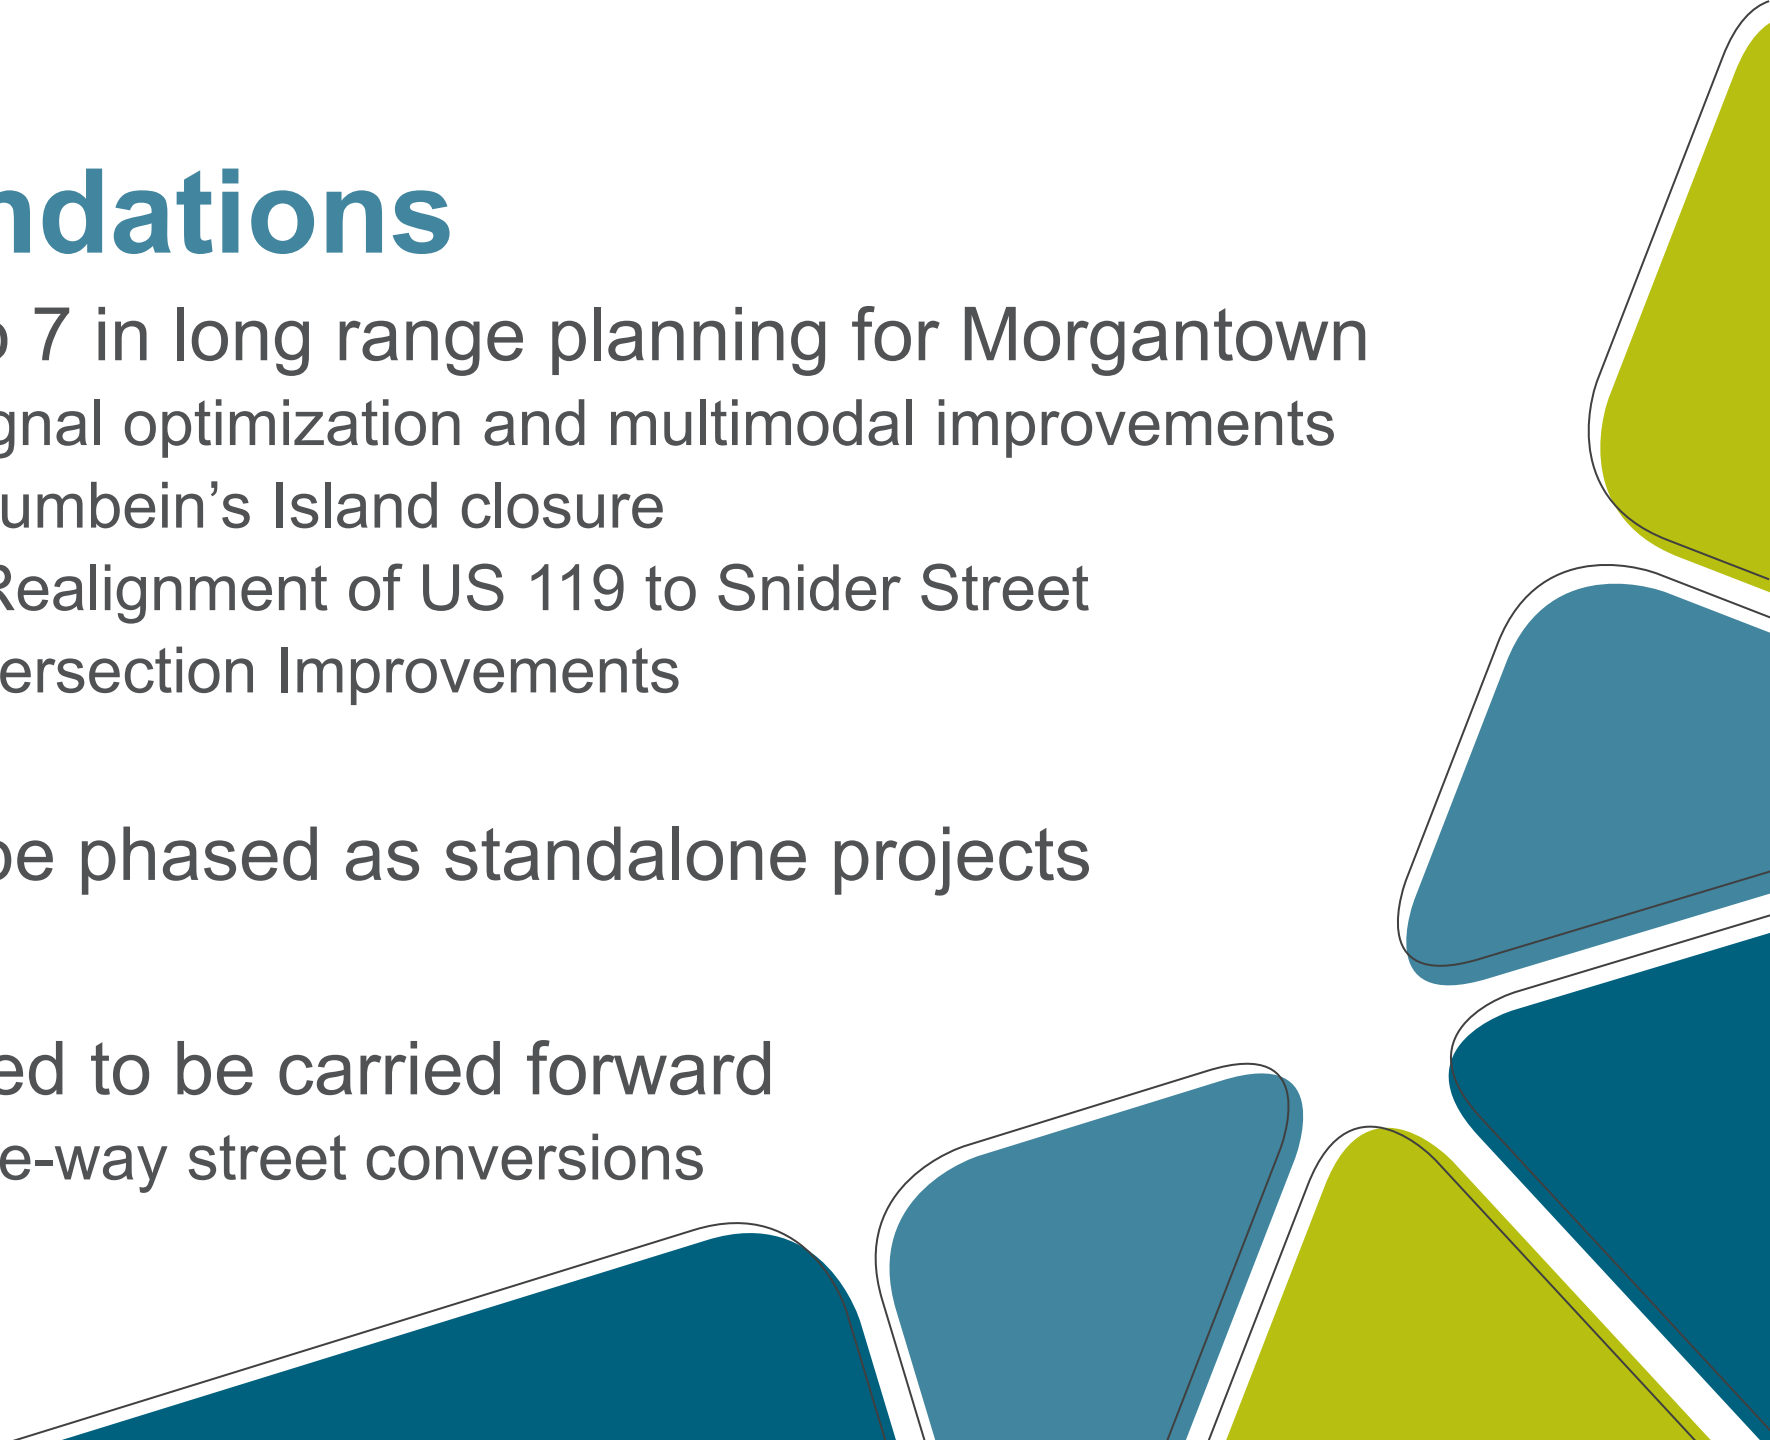 ndations
7 in long range planning for Morgantown
gnal optimization and multimodal improvements
umbein’s Island closure
Realignment of US 119 to Snider Street
ersection Improvements
be phased as standalone projects
ed to be carried forward
e-way street conversions